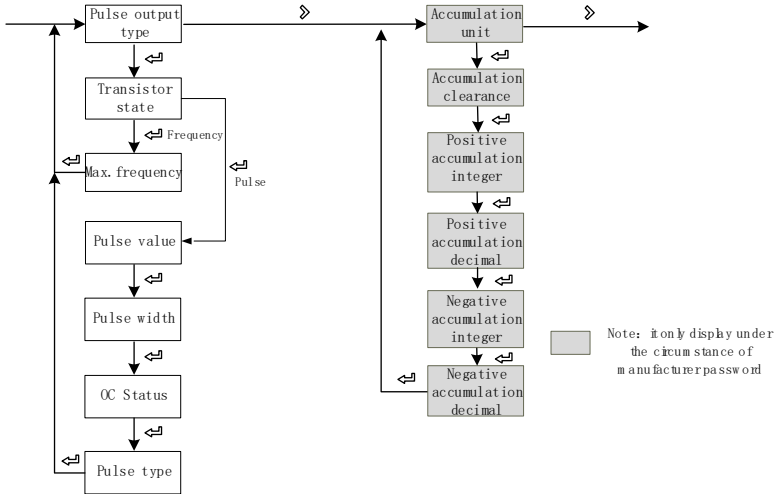 Pulse output
type
Transistor
state
Frequency
Max. frequency
Pulse
Pulse value
Pulse width
OC Status
Pulse type
Accumulation
unit
Accumulation
clearance
Positive
accumulation
integer
Positive
accumulation
decimal
Negative
accumulation
integer
Negative
accumulation
decimal
Note: it only display under
the circumstance of
manufacturer password